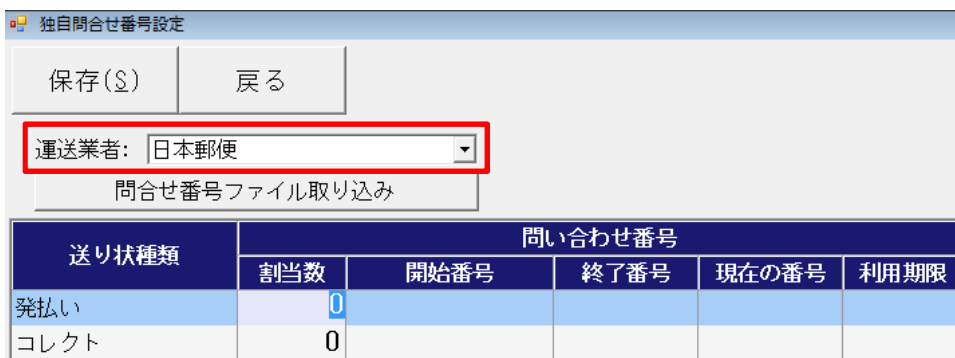 独自問合せ番号設定
保存(S) 戻る
運送業者: 日本郵便
問合せ番号ファイル取り込み
送り状種類 問い合わせ番号
割当数 開始番号 終了番号 現在の番号 利用期限
発払い 0
コレクト 0